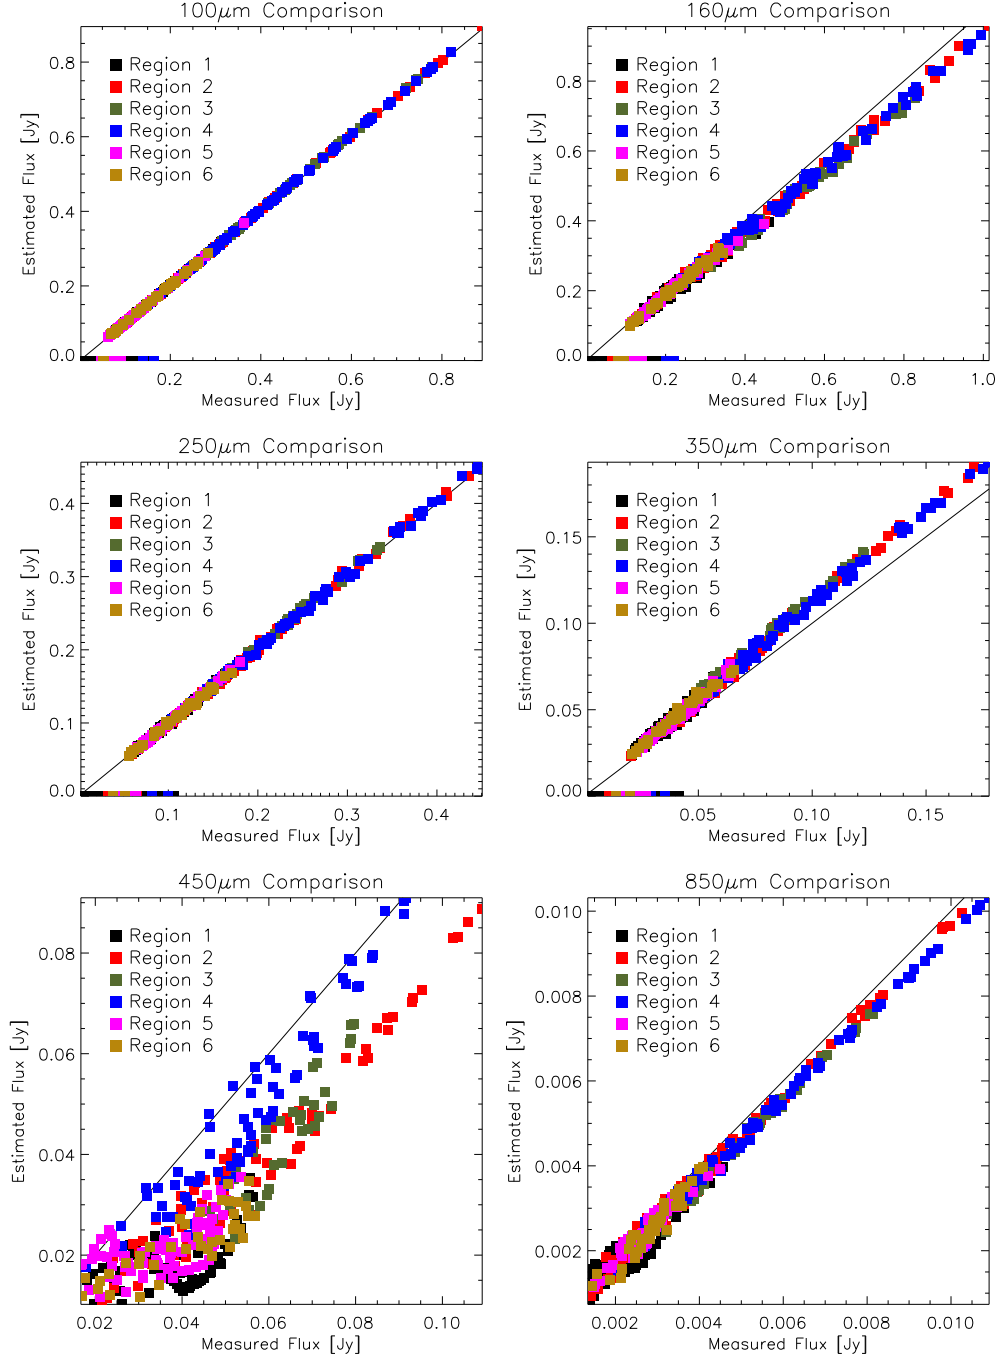 100μm Comparison
Estimated Flux [Jy]
0.8
0.6
0.4
0.2
0.0
Region 1
Region 2
Region 3
Region 4
Region 5
Region 6
0.2 0.4 0.6 0.8
Measured Flux [Jy]
160μm Comparison
Estimated Flux [Jy]
0.8
0.6
0.4
0.2
0.0
Region 1
Region 2
Region 3
Region 4
Region 5
Region 6
0.2 0.4 0.6 0.8 1.0
Measured Flux [Jy]
250μm Comparison
Estimated Flux [Jy]
0.4
0.3
0.2
0.1
0.0
Region 1
Region 2
Region 3
Region 4
Region 5
Region 6
0.1 0.2 0.3 0.4
Measured Flux [Jy]
350μm Comparison
Estimated Flux [Jy]
0.15
0.10
0.05
0.00
Region 1
Region 2
Region 3
Region 4
Region 5
Region 6
0.05 0.10 0.15
Measured Flux [Jy]
450μm Comparison
Estimated Flux [Jy]
0.08
0.06
0.04
0.02
Region 1
Region 2
Region 3
Region 4
Region 5
Region 6
0.02 0.04 0.06 0.08 0.10
Measured Flux [Jy]
850μm Comparison
Estimated Flux [Jy]
0.010
0.008
0.006
0.004
0.002
Region 1
Region 2
Region 3
Region 4
Region 5
Region 6
0.002 0.004 0.006 0.008 0.010
Measured Flux [Jy]